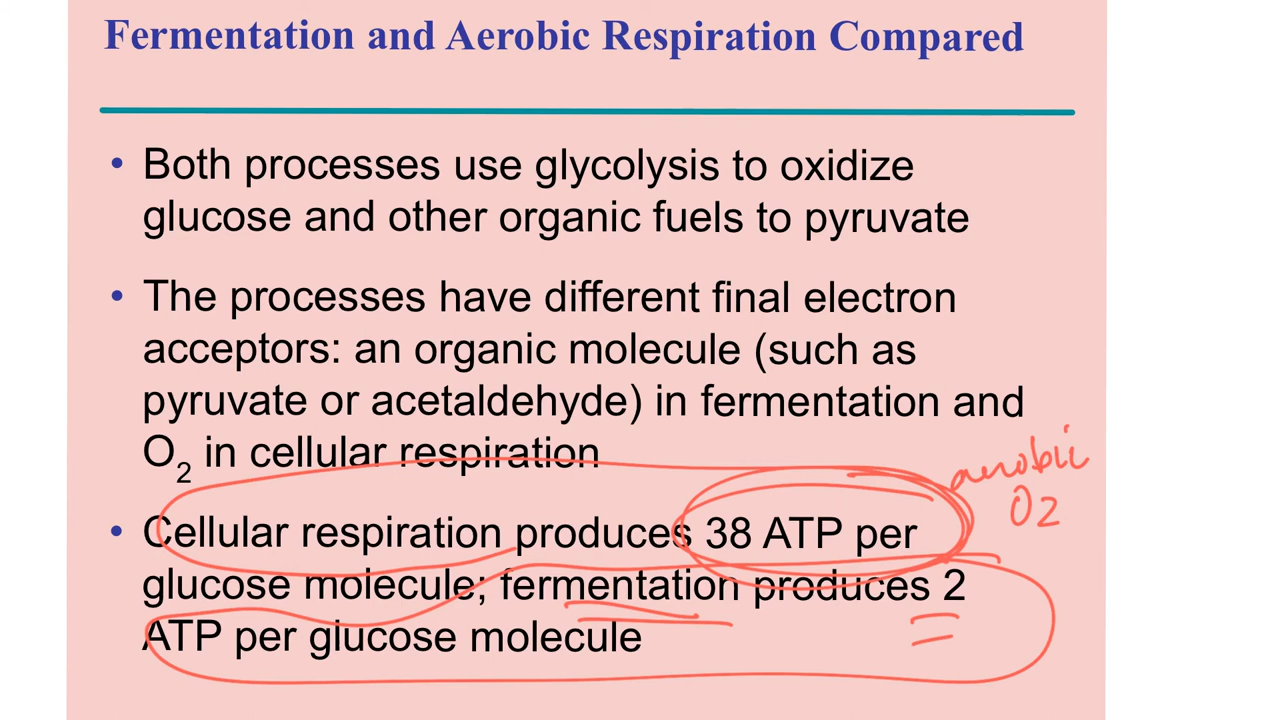 Fermentation and Aerobic Respiration Compared
• Both processes use glycolysis to oxidize
glucose and other organic fuels to pyruvate
• The processes have different final electron
acceptors: an organic molecule (such as
pyruvate or acetaldehyde) in fermentation and
O2 in cellular respiration
aerobic
O2
• Cellular respiration produces 38 ATP per
glucose molecule; fermentation produces 2
ATP per glucose molecule